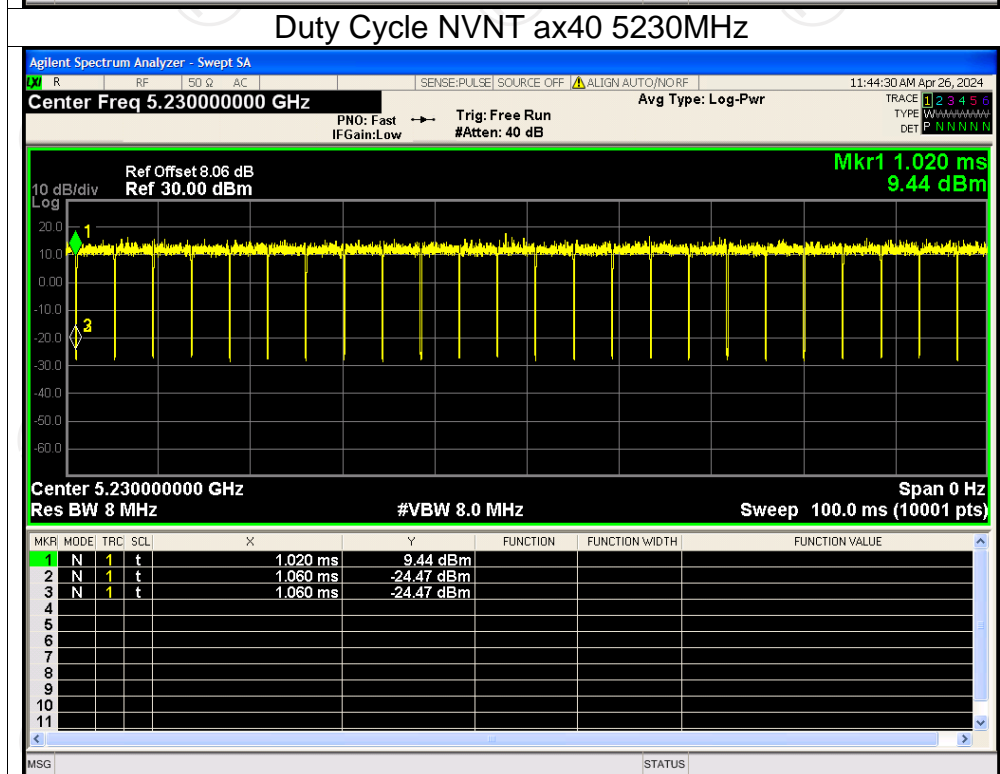 Duty Cycle NVNT ax40 5230MHz
Agilent Spectrum Analyzer - Swept SA
LXI R RF 50 Ω AC SENSE:PULSE SOURCE OFF ALIGN AUTO/NO RF 11:44:30 AM Apr 26, 2024
Center Freq 5.230000000 GHz Avg Type: Log-Pwr TRACE 1 2 3 4 5 6
PNO: Fast Trig: Free Run TYPE WWWWWW
IFGain:Low #Atten: 40 dB DET P N N N N N
Mkr1 1.020 ms
Ref Offset 8.06 dB
10 dB/div Ref 30.00 dBm 9.44 dBm
Log
20.0
1
10.0
0.00
-10.0
2 3
-20.0
-30.0
-40.0
-50.0
-60.0
Center 5.230000000 GHz Span 0 Hz
Res BW 8 MHz #VBW 8.0 MHz Sweep 100.0 ms (10001 pts)
MKR MODE TRC SCL X Y FUNCTION FUNCTION WIDTH FUNCTION VALUE
1 N 1 t 1.020 ms 9.44 dBm
2 N 1 t 1.060 ms -24.47 dBm
3 N 1 t 1.060 ms -24.47 dBm
4
5
6
7
8
9
10
11
MSG STATUS